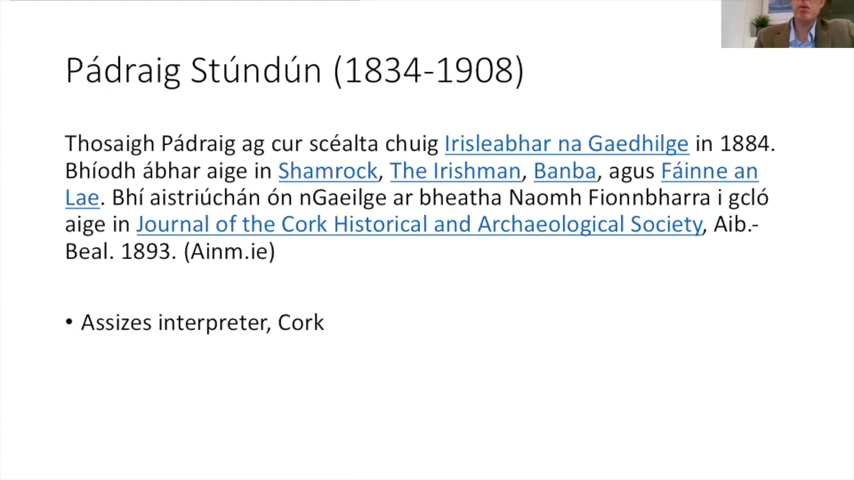 Pádraig Stúndún (1834-1908)
Thosaigh Pádraig ag cur scéalta chuig Irisleabhar na Gaedhilge in 1884.
Bhíodh ábhar aige in Shamrock, The Irishman, Banba, agus Fáinne an
Lae. Bhí aistriúchán ón nGaeilge ar bheatha Naomh Fionnbharra i gcló
aige in Journal of the Cork Historical and Archaeological Society, Aib.-
Beal. 1893. (Ainm.ie)
• Assizes interpreter, Cork